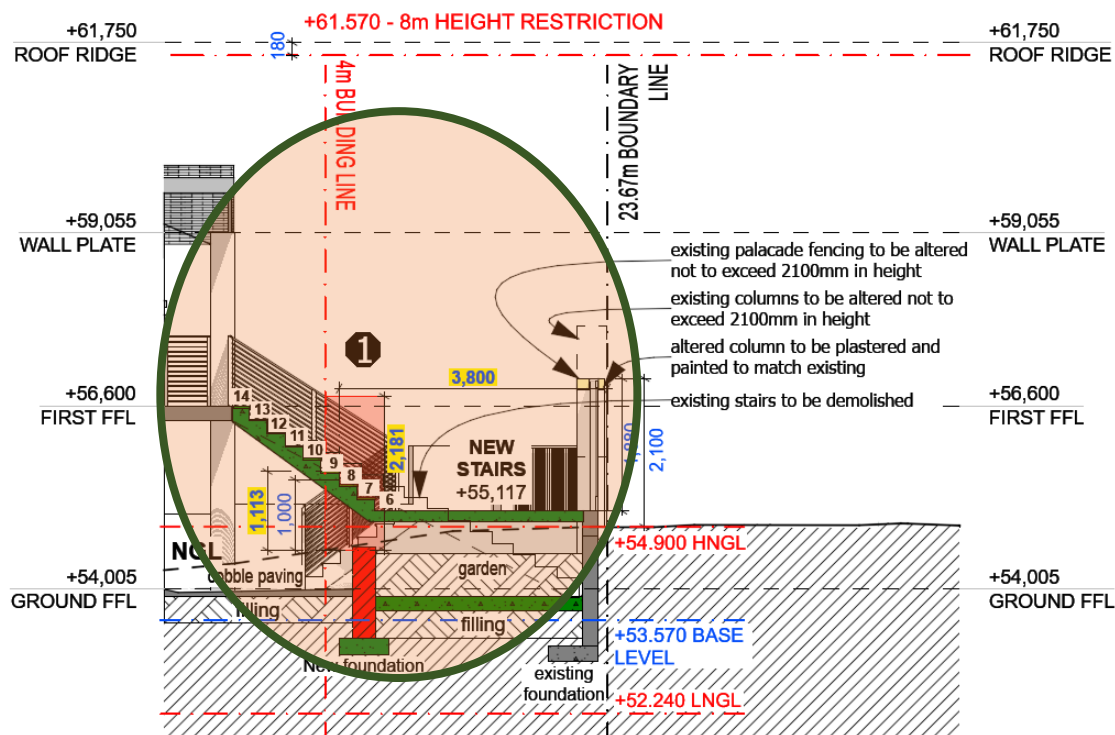 +61.570 - 8m HEIGHT RESTRICTION
+61,750
ROOF RIDGE
180
+61,750
ROOF RIDGE
4m BUILDING LINE
23.67m BOUNDARY
LINE
+59,055
WALL PLATE
+59,055
WALL PLATE
existing palacade fencing to be altered
not to exceed 2100mm in height
existing columns to be altered not to
exceed 2100mm in height
altered column to be plastered and
painted to match existing
existing stairs to be demolished
1
3,800
+56,600
FIRST FFL
+56,600
FIRST FFL
14
13
12
11
10
9
8
7
6
2,181
NEW
STAIRS
+55,117
2,100
1,113
1,000
+54.900 HNGL
NGL
cobble paving
garden
+54,005
GROUND FFL
+54,005
GROUND FFL
filling
filling
+53.570 BASE
LEVEL
New foundation
existing
foundation
+52.240 LNGL